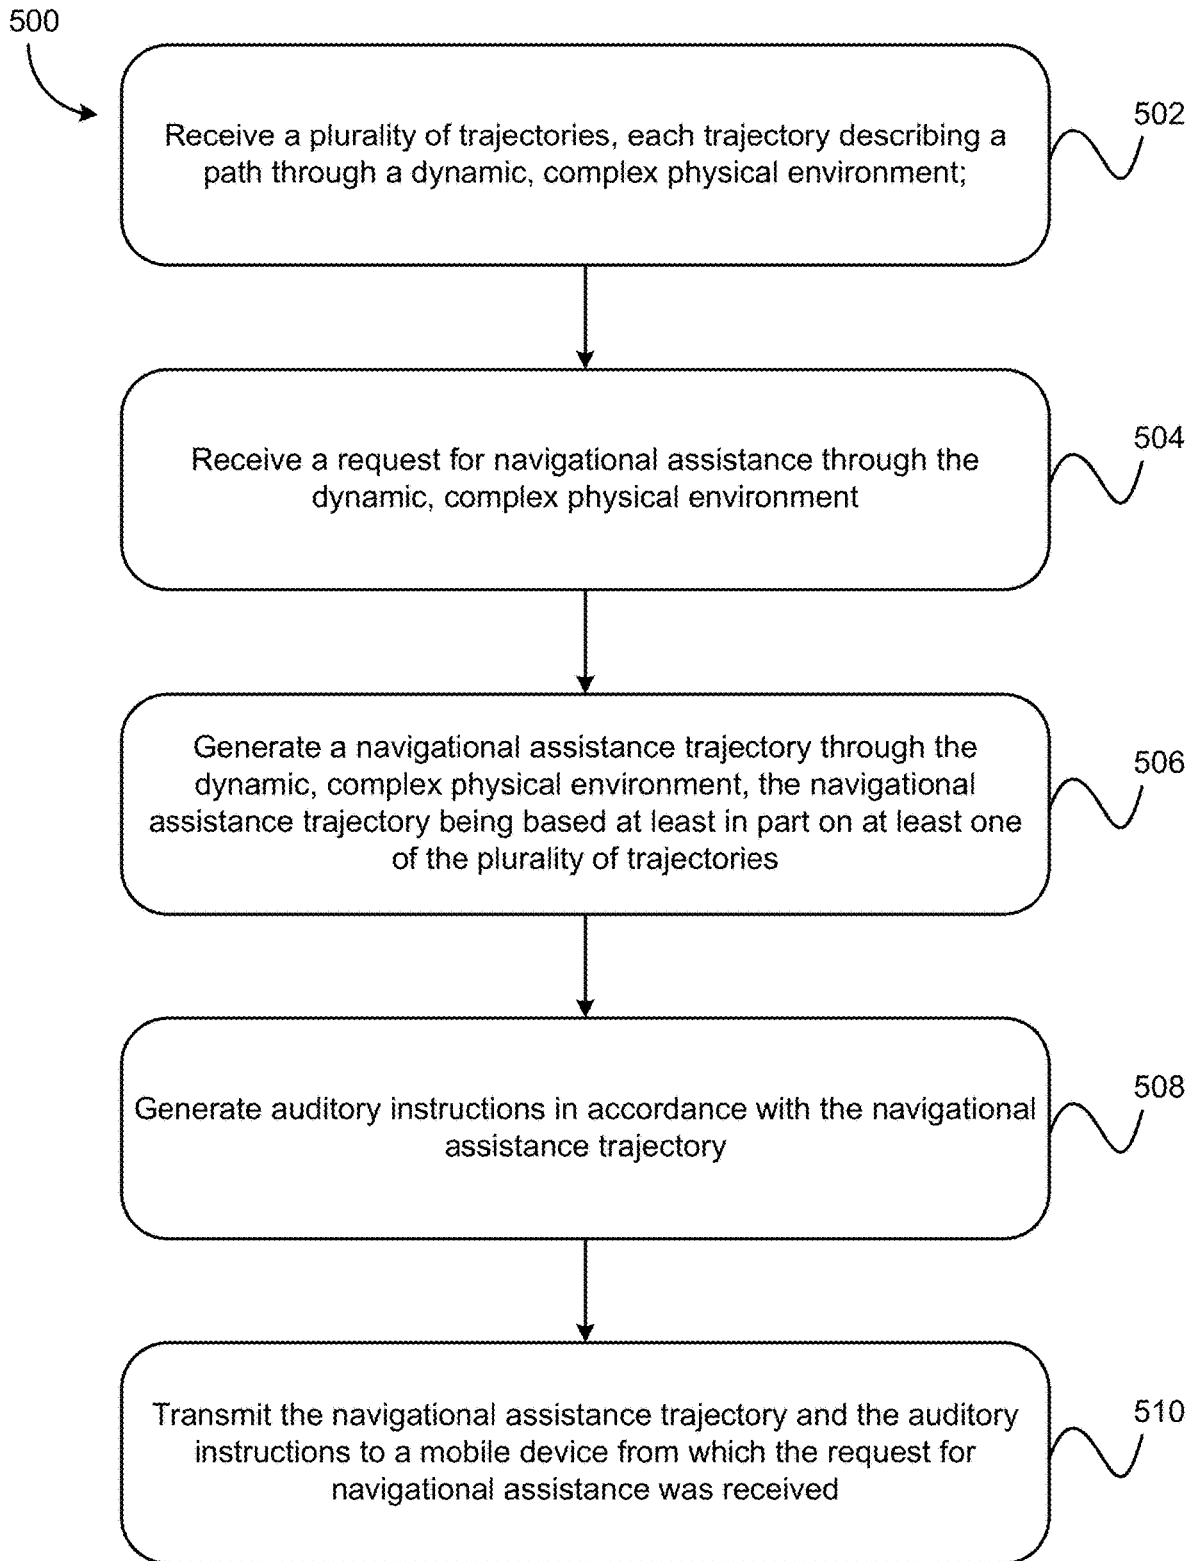 500
Receive a plurality of trajectories, each trajectory describing a
path through a dynamic, complex physical environment;
502
Receive a request for navigational assistance through the
dynamic, complex physical environment
504
Generate a navigational assistance trajectory through the
dynamic, complex physical environment, the navigational
assistance trajectory being based at least in part on at least one
of the plurality of trajectories
506
Generate auditory instructions in accordance with the navigational
assistance trajectory
508
Transmit the navigational assistance trajectory and the auditory
instructions to a mobile device from which the request for
navigational assistance was received
510